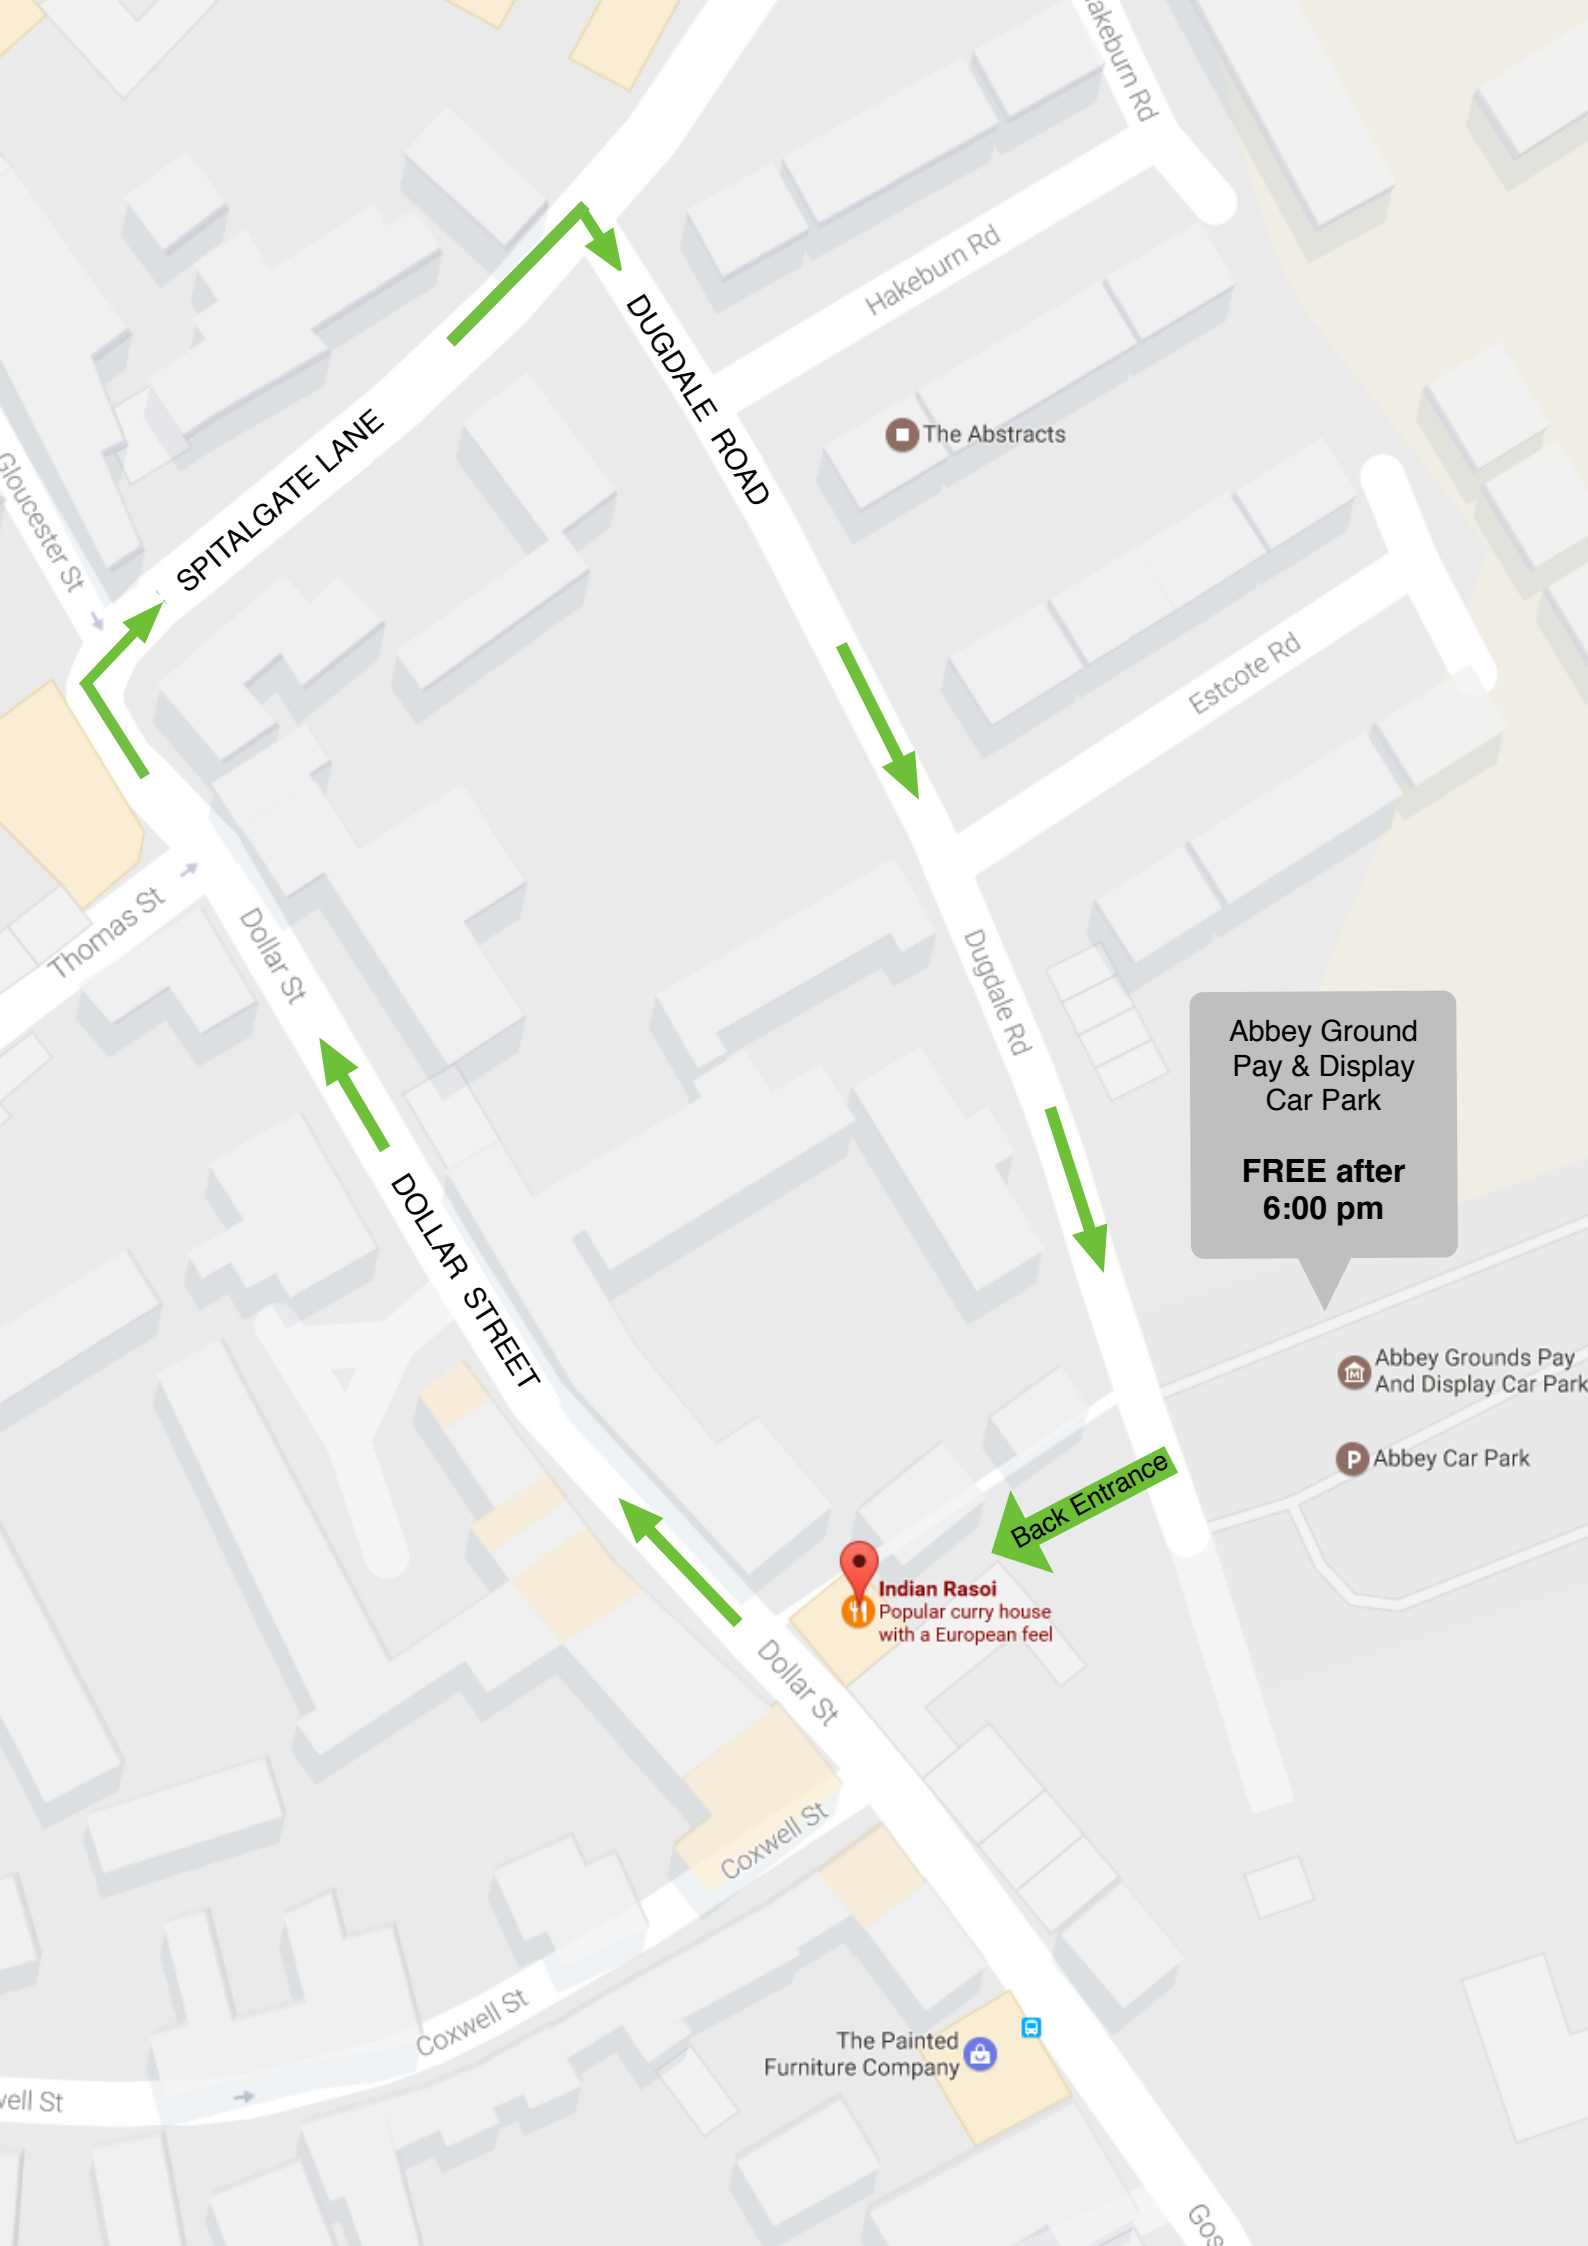 akeburn Rd
Hakeburn Rd
DUGDALE ROAD
The Abstracts
SPITALGATE LANE
Gloucester St
Estcote Rd
Thomas St
Dollar St
Dugdale Rd
Abbey Ground
Pay & Display
Car Park
FREE after
6:00 pm
DOLLAR STREET
Abbey Grounds Pay
And Display Car Park
Abbey Car Park
Back Entrance
Indian Rasoi
Popular curry house
with a European feel
Dollar St
Coxwell St
Coxwell St
The Painted
Furniture Company
well St
Gos